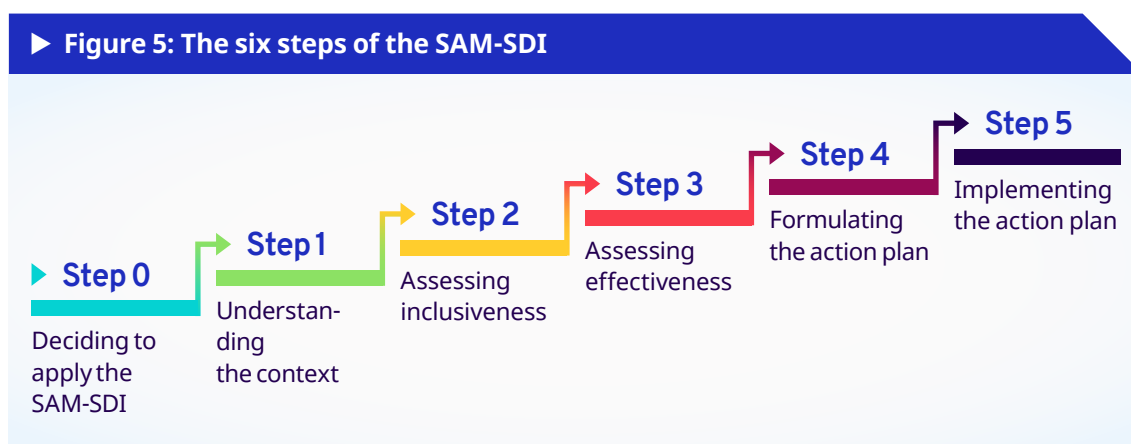 Figure 5: The six steps of the SAM-SDI
Step 0
Deciding to
apply the
SAM-SDI
Step 1
Understan-
ding
the context
Step 2
Assessing
inclusiveness
Step 3
Assessing
effectiveness
Step 4
Formulating
the action plan
Step 5
Implementing
the action plan